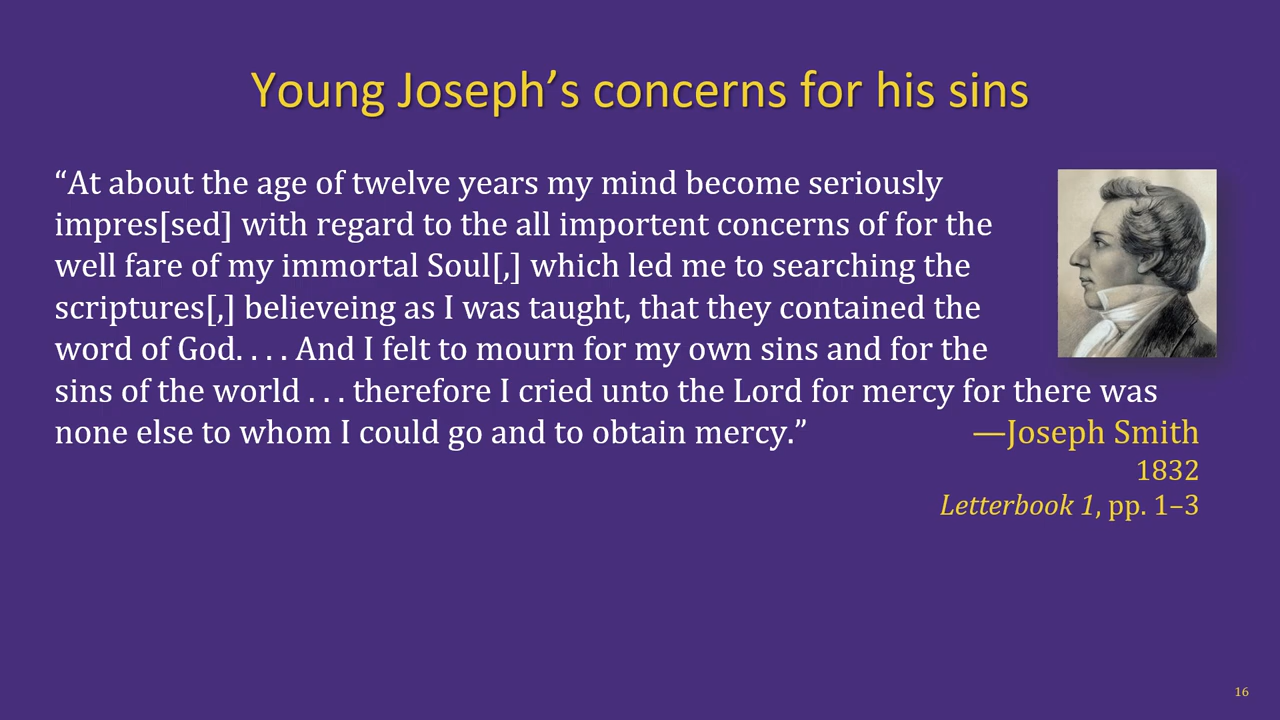 Young Joseph’s concerns for his sins
“At about the age of twelve years my mind become seriously
impres[sed] with regard to the all importent concerns of for the
well fare of my immortal Soul[,] which led me to searching the
scriptures[,] believeing as I was taught, that they contained the
word of God. . . . And I felt to mourn for my own sins and for the
sins of the world . . . therefore I cried unto the Lord for mercy for there was
none else to whom I could go and to obtain mercy.” —Joseph Smith
1832
Letterbook 1, pp. 1–3
16